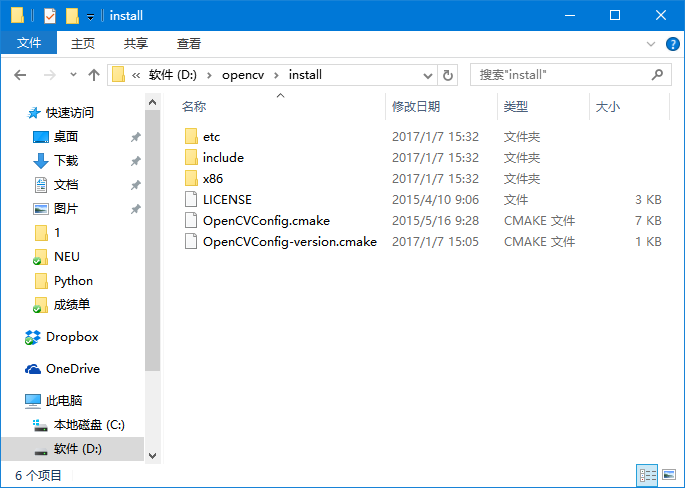 install
文件 主页 共享 查看
« 软件 (D:) › opencv › install 搜索"install"
名称 修改日期 类型 大小
快速访问
桌面
下载
文档
图片
1
NEU
Python
成绩单
Dropbox
OneDrive
此电脑
本地磁盘 (C:)
软件 (D:)
etc 2017/1/7 15:32 文件夹
include 2017/1/7 15:32 文件夹
x86 2017/1/7 15:32 文件夹
LICENSE 2015/4/10 9:06 文件 3 KB
OpenCVConfig.cmake 2015/5/16 9:28 CMAKE 文件 7 KB
OpenCVConfig-version.cmake 2017/1/7 15:05 CMAKE 文件 1 KB
6 个项目